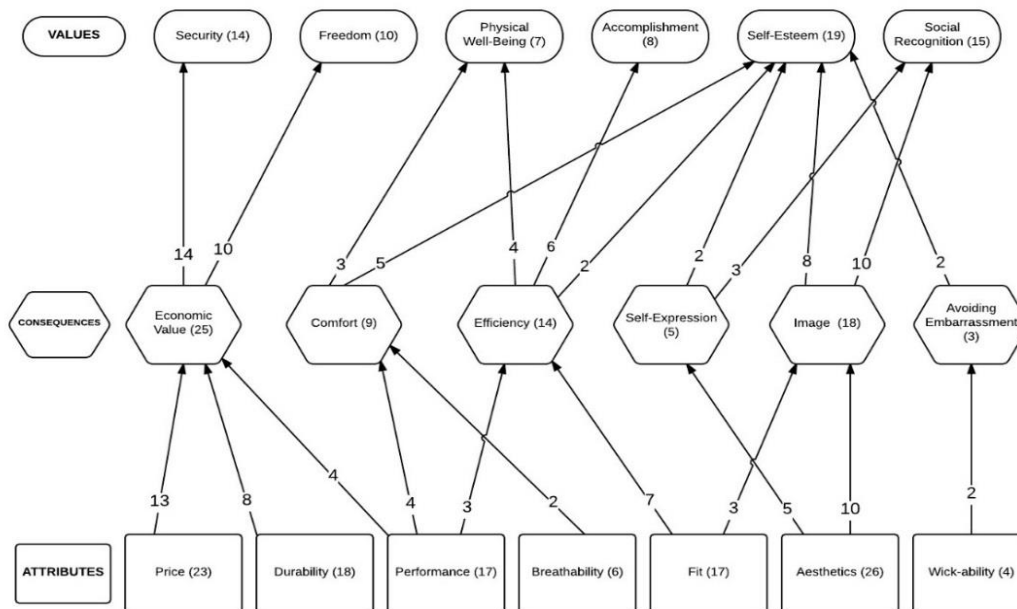 VALUES
Security (14)
Freedom (10)
Physical
Well-Being (7)
Accomplishment
(8)
Self-Esteem (19)
Social
Recognition (15)
14
10
3
5
4
6
2
2
3
8
10
2
CONSEQUENCES
Economic
Value (25)
Comfort (9)
Efficiency (14)
Self-Expression
(5)
Image (18)
Avoiding
Embarrassment
(3)
13
8
4
4
3
2
7
3
5
10
2
ATTRIBUTES
Price (23)
Durability (18)
Performance (17)
Breathability (6)
Fit (17)
Aesthetics (26)
Wick-ability (4)